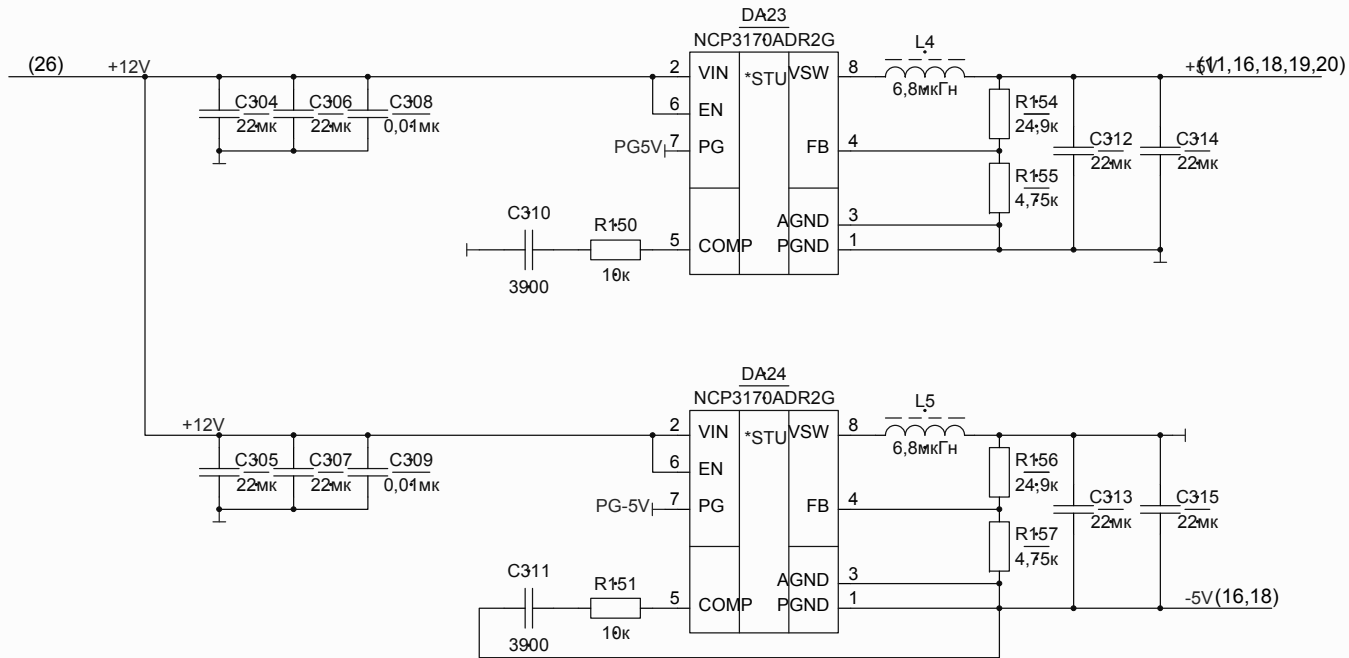 DA23
NCP3170ADR2G
(26)
+12V
2
VIN
*STU
VSW
8
L4
6,8мкГн
+5V
(11,16,18,19,20)
C304
22мк
C306
22мк
C308
0,01мк
6
EN
R154
24,9к
PG5V
7
PG
FB
4
C312
22мк
C314
22мк
R155
4,75к
C310
3900
R150
10к
5
COMP
AGND
3
PGND
1
DA24
NCP3170ADR2G
+12V
2
VIN
*STU
VSW
8
L5
6,8мкГн
C305
22мк
C307
22мк
C309
0,01мк
6
EN
R156
24,9к
PG-5V
7
PG
FB
4
C313
22мк
C315
22мк
R157
4,75к
C311
3900
R151
10к
5
COMP
AGND
3
PGND
1
-5V
(16,18)